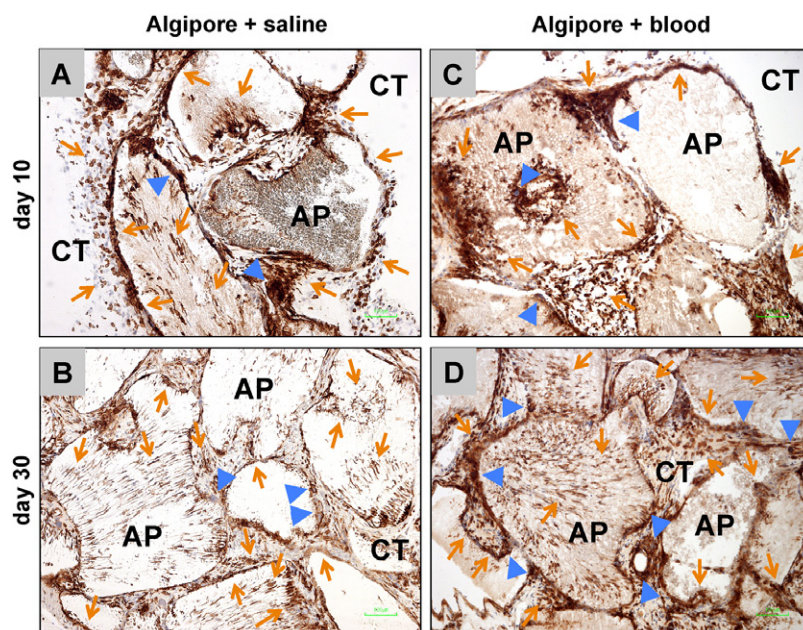 Algipore + saline
Algipore + blood
day 10
A
CT
AP
CT
C
CT
AP
AP
day 30
B
AP
AP
CT
D
CT
AP
AP